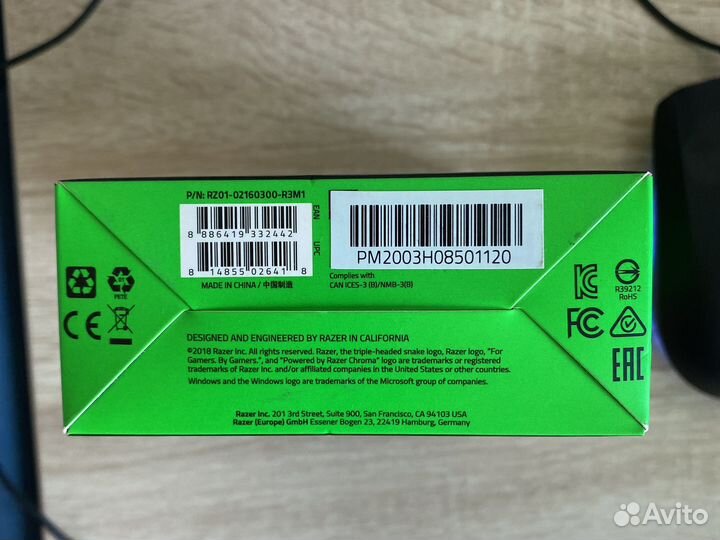 P/N: RZ01-02160300-R3M1
8 886419 332442
EAN
UPC
8 14855 02641 8
PM2003H08501120
MADE IN CHINA / 中国制造
Complies with
CAN ICES-3 (B)/NMB-3(B)
01
PETE
CE
R39212
RoHS
FC
EAC
DESIGNED AND ENGINEERED BY RAZER IN CALIFORNIA
©2018 Razer Inc. All rights reserved. Razer, the triple-headed snake logo, Razer logo, "For
Gamers. By Gamers.", and "Powered by Razer Chroma" logo are trademarks or registered
trademarks of Razer Inc. and/or affiliated companies in the United States or other countries.
Windows and the Windows logo are trademarks of the Microsoft group of companies.
Razer Inc. 201 3rd Street, Suite 900, San Francisco, CA 94103 USA
Razer (Europe) GmbH Essener Bogen 23, 22419 Hamburg, Germany
Avito